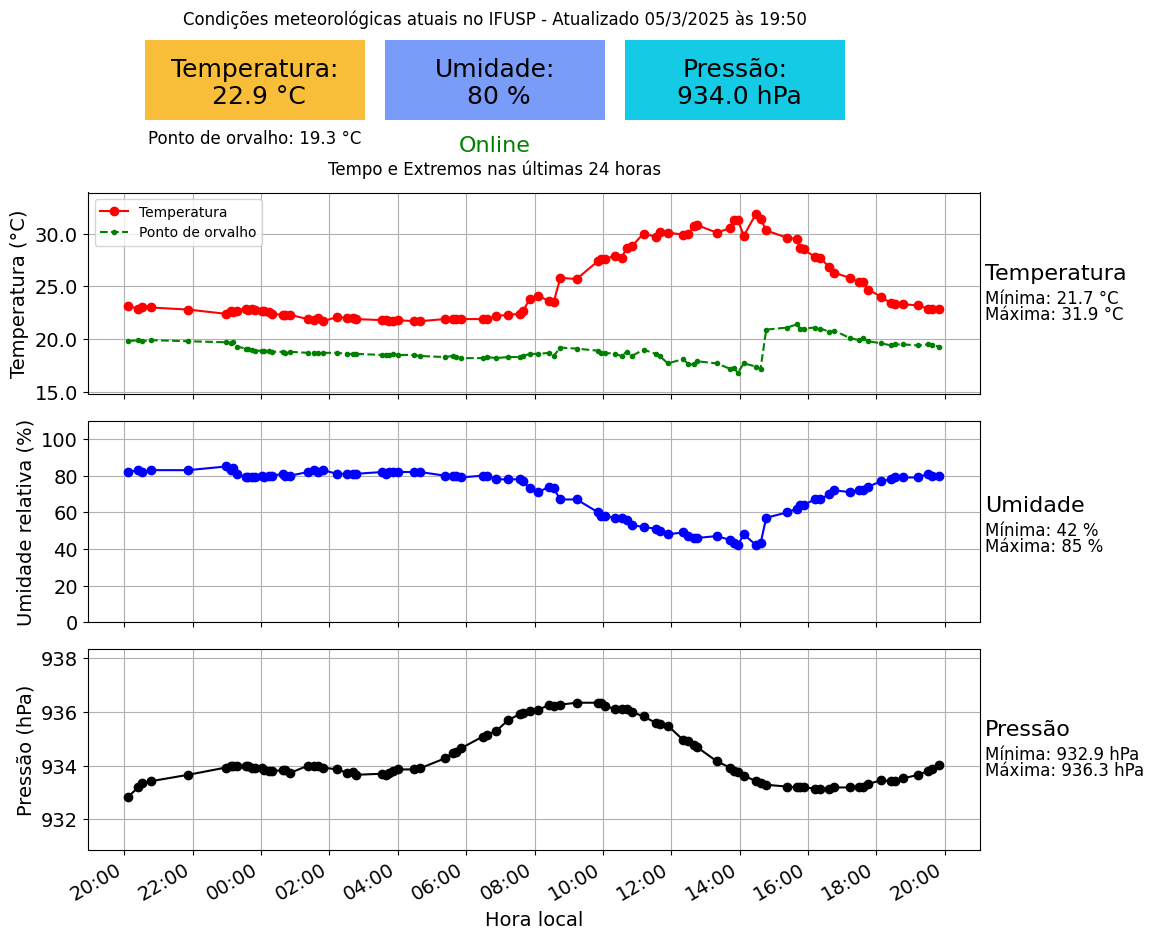 Condições meteorológicas atuais no IFUSP - Atualizado 05/3/2025 às 19:50
Temperatura:
22.9 °C
Umidade:
80 %
Pressão:
934.0 hPa
Ponto de orvalho: 19.3 °C
Online
Tempo e Extremos nas últimas 24 horas
Temperatura (°C)
30.0
25.0
20.0
15.0
Temperatura
Ponto de orvalho
Temperatura
Mínima: 21.7 °C
Máxima: 31.9 °C
Umidade relativa (%)
100
80
60
40
20
0
Umidade
Mínima: 42 %
Máxima: 85 %
Pressão (hPa)
938
936
934
932
Pressão
Mínima: 932.9 hPa
Máxima: 936.3 hPa
20:00 22:00 00:00 02:00 04:00 06:00 08:00 10:00 12:00 14:00 16:00 18:00 20:00
Hora local